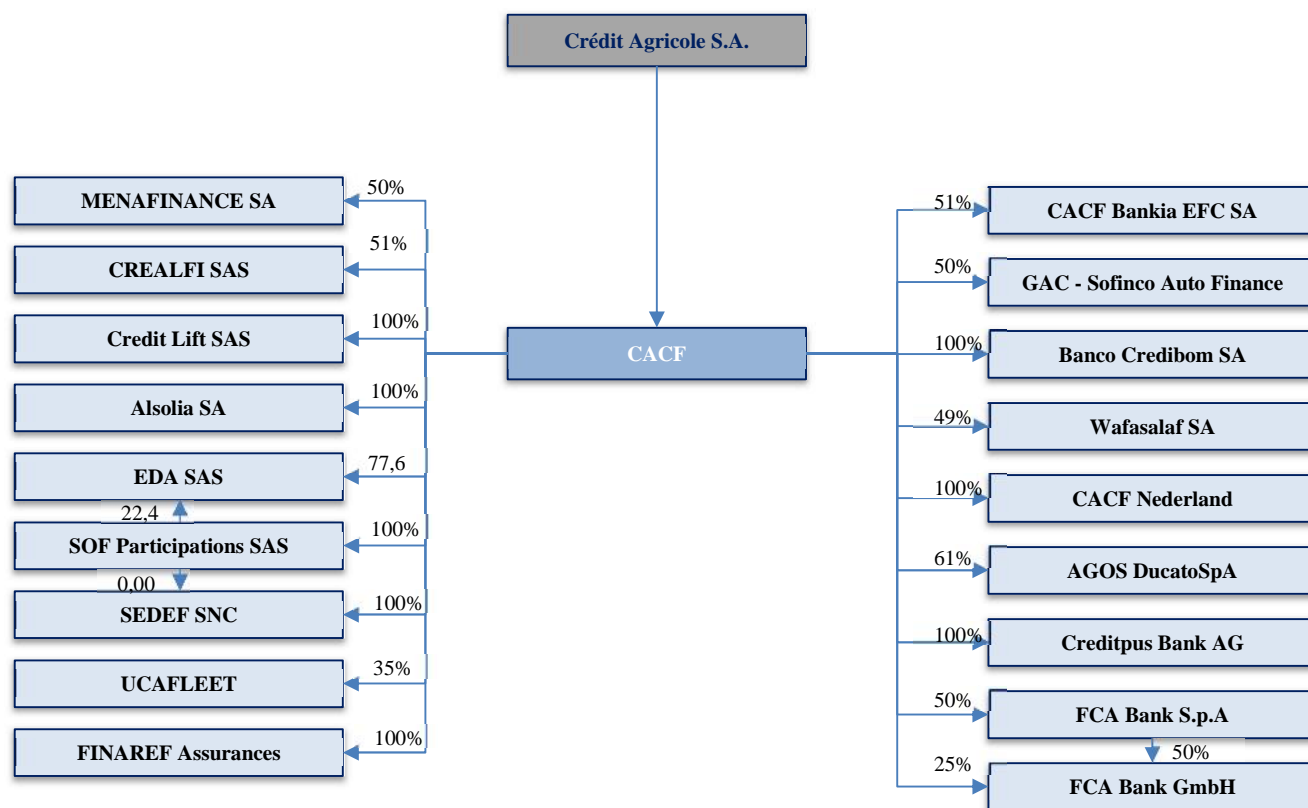 Crédit Agricole S.A.
CACF
MENAFINANCE SA
50%
CREALFI SAS
51%
Credit Lift SAS
100%
Alsolia SA
100%
EDA SAS
77,6
22,4
SOF Participations SAS
100%
0,00
SEDEF SNC
100%
UCAFLEET
35%
FINAREF Assurances
100%
51%
CACF Bankia EFC SA
50%
GAC - Sofinco Auto Finance
100%
Banco Credibom SA
49%
Wafasalaf SA
100%
CACF Nederland
61%
AGOS DucatoSpA
100%
Creditpus Bank AG
50%
FCA Bank S.p.A
50%
25%
FCA Bank GmbH